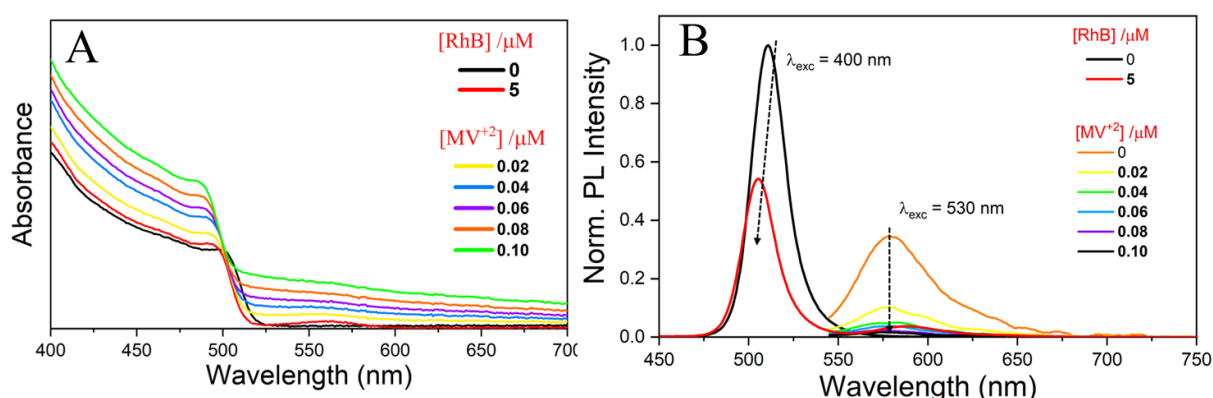 A
[RhB] /μM
0
5
[MV+2] /μM
0.02
0.04
0.06
0.08
0.10
Absorbance
400 450 500 550 600 650 700
Wavelength (nm)
B
[RhB] /μM
0
5
[MV+2] /μM
0
0.02
0.04
0.06
0.08
0.10
λexc = 400 nm
λexc = 530 nm
Norm. PL Intensity
1.0
0.8
0.6
0.4
0.2
0.0
450 500 550 600 650 700 750
Wavelength (nm)